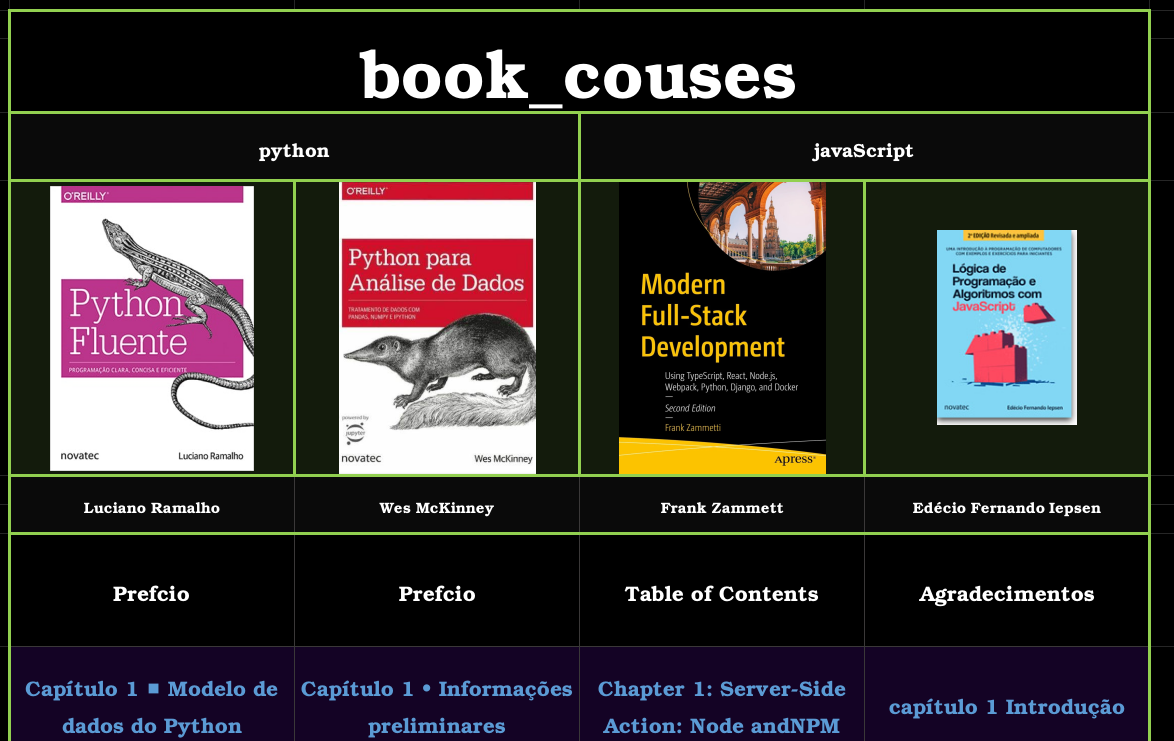 book_couses
python
javaScript
O'REILLY®
Python
Fluente
PROGRAMAÇÃO CLARA, CONCISA E EFICIENTE
novatec
Luciano Ramalho
O'REILLY®
Python para
Análise de Dados
TRATAMENTO DE DADOS COM
PANDAS, NUMPY E IPYTHON
powered by
jupyter
novatec
Wes McKinney
Modern
Full-Stack
Development
Using TypeScript, React, Node.js,
Webpack, Python, Django, and Docker
Second Edition
Frank Zammetti
Apress®
2ª EDIÇÃO Revisada e ampliada
UMA INTRODUÇÃO À PROGRAMAÇÃO DE COMPUTADORES
COM EXEMPLOS E EXERCÍCIOS PARA INICIANTES
Lógica de
Programação e
Algoritmos com
JavaScript
novatec
Edécio Fernando Iepsen
Luciano Ramalho
Wes McKinney
Frank Zammett
Edécio Fernando Iepsen
Prefcio
Prefcio
Table of Contents
Agradecimentos
Capítulo 1 ■ Modelo de
dados do Python
Capítulo 1 • Informações
preliminares
Chapter 1: Server-Side
Action: Node andNPM
capítulo 1 Introdução